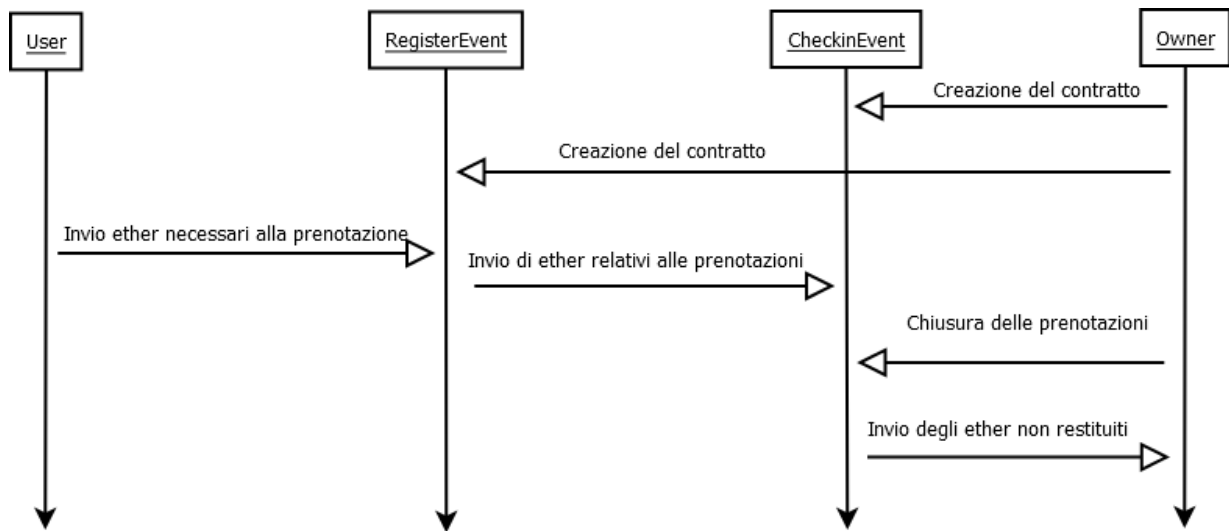 User
RegisterEvent
CheckinEvent
Owner
Creazione del contratto
Creazione del contratto
Invio ether necessari alla prenotazione
Invio di ether relativi alle prenotazioni
Chiusura delle prenotazioni
Invio degli ether non restituiti